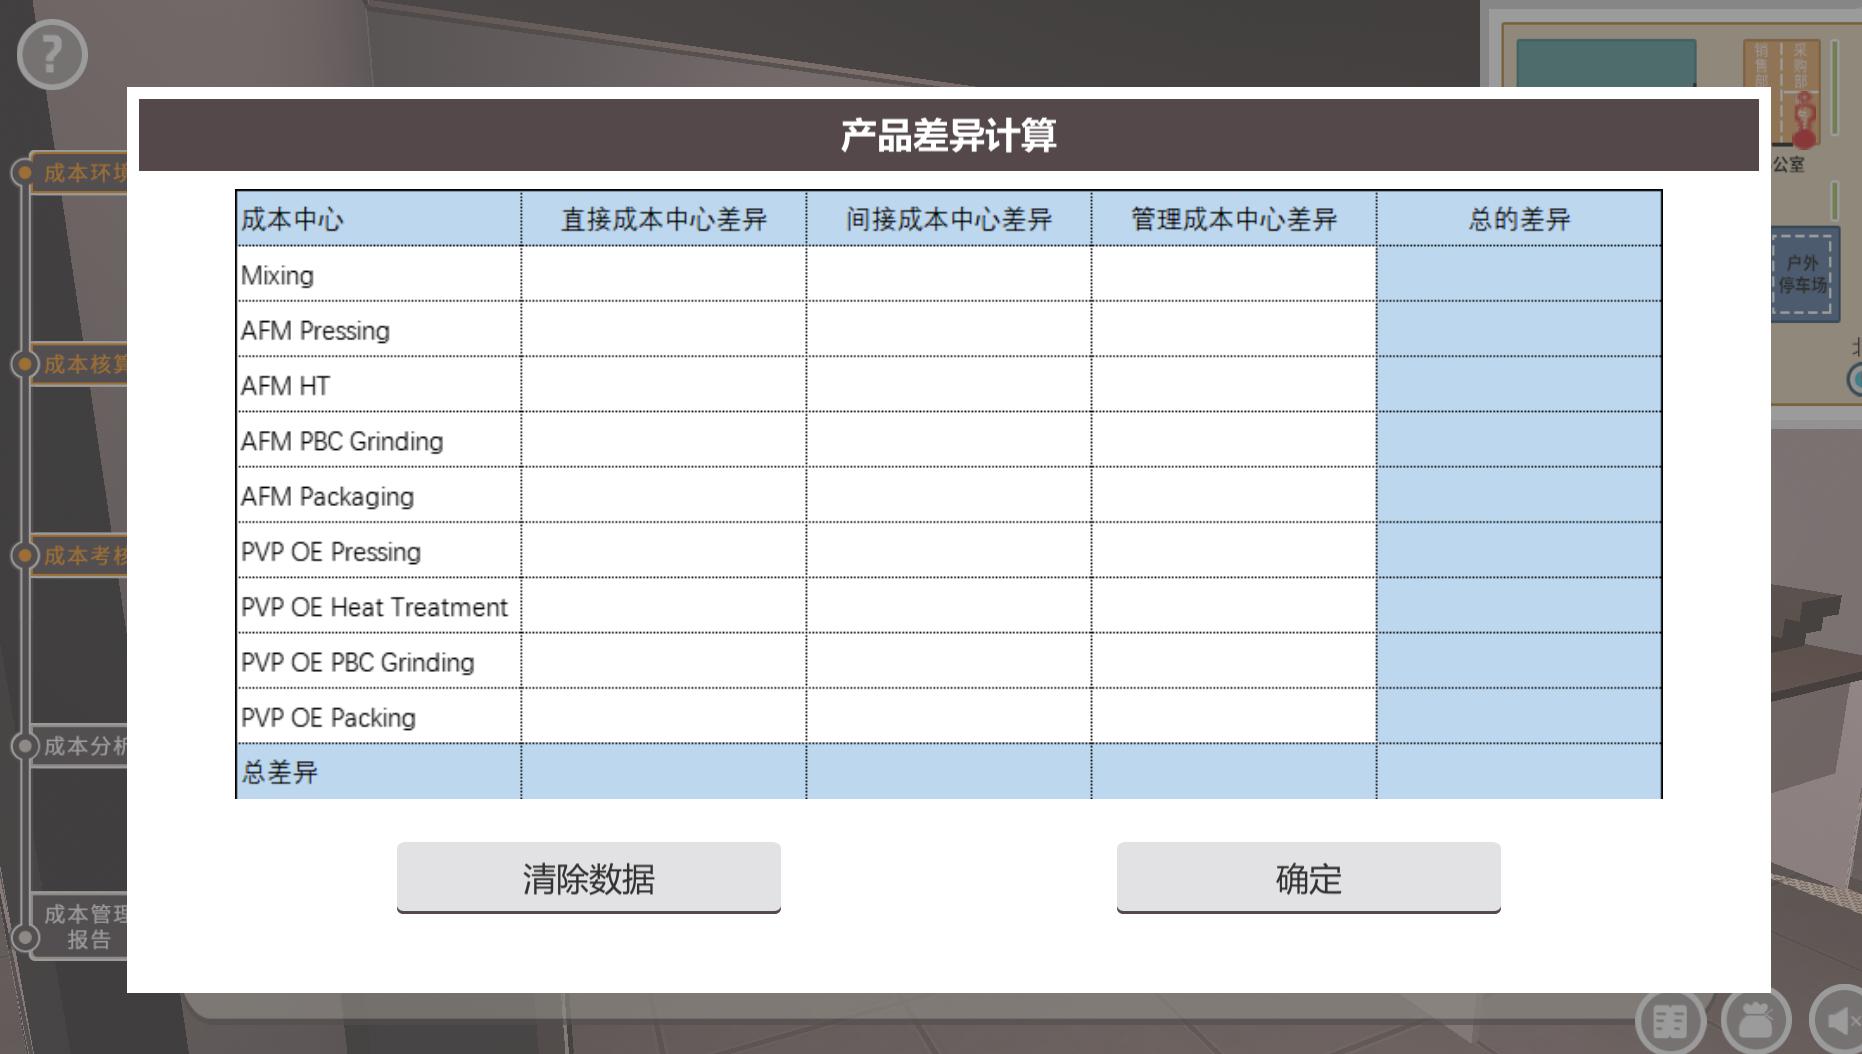 ?
产品差异计算
成本中心 直接成本中心差异 间接成本中心差异 管理成本中心差异 总的差异
Mixing
AFM Pressing
AFM HT
AFM PBC Grinding
AFM Packaging
PVP OE Pressing
PVP OE Heat Treatment
PVP OE PBC Grinding
PVP OE Packing
总差异
清除数据 确定
成本环境
成本核算
成本考核
成本分析
成本管理
报告
销售部
采购部
公室
户外
停车场